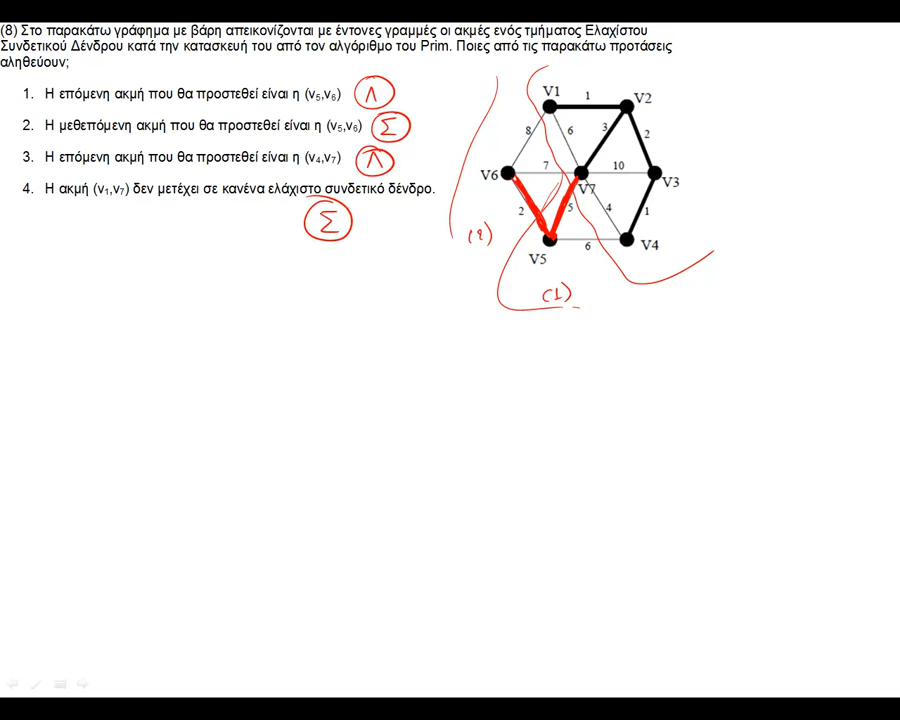 (8) Στο παρακάτω γράφημα με βάρη απεικονίζονται με έντονες γραμμές οι ακμές ενός τμήματος Ελαχίστου
Συνδετικού Δένδρου κατά την κατασκευή του από τον αλγόριθμο του Prim. Ποιες από τις παρακάτω προτάσεις
αληθεύουν;
1. Η επόμενη ακμή που θα προστεθεί είναι η (v₅,v₆) Λ
2. Η μεθεπόμενη ακμή που θα προστεθεί είναι η (v₅,v₆) Σ
3. Η επόμενη ακμή που θα προστεθεί είναι η (v₄,v₇) Λ
4. Η ακμή (v₁,v₇) δεν μετέχει σε κανένα ελάχιστο συνδετικό δένδρο.
Σ
V1 1 V2
8 6 3 2
V6 7 10 V3
V7
2 5 4 1
6
V5 V4
(2)
(1)